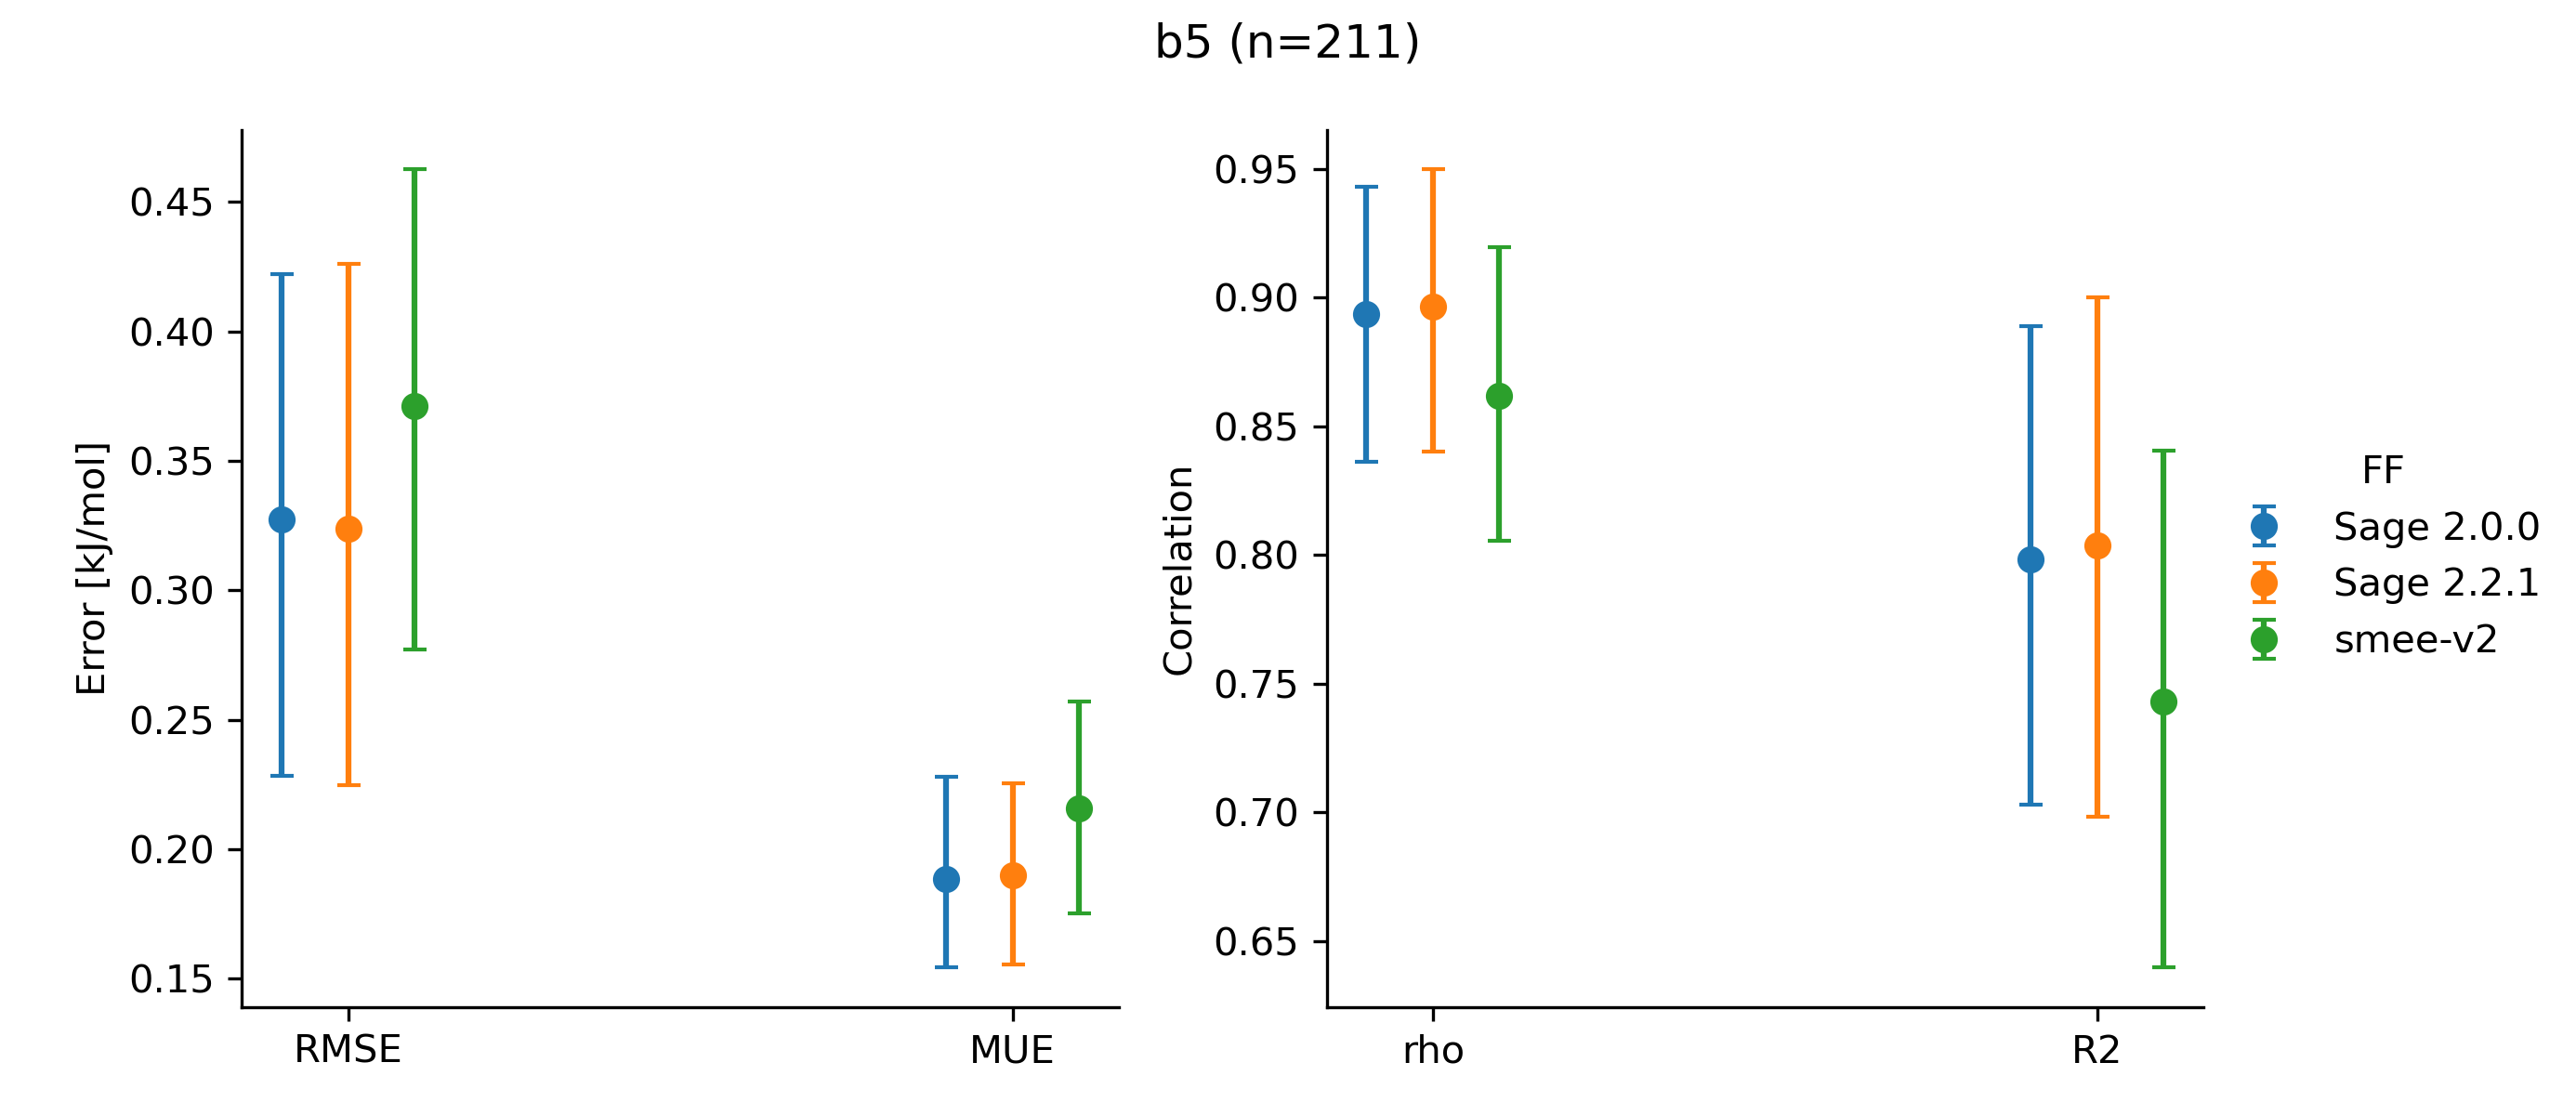 b5 (n=211)
Error [kJ/mol]
0.45
0.40
0.35
0.30
0.25
0.20
0.15
RMSE
MUE
Correlation
0.95
0.90
0.85
0.80
0.75
0.70
0.65
rho
R2
FF
Sage 2.0.0
Sage 2.2.1
smee-v2